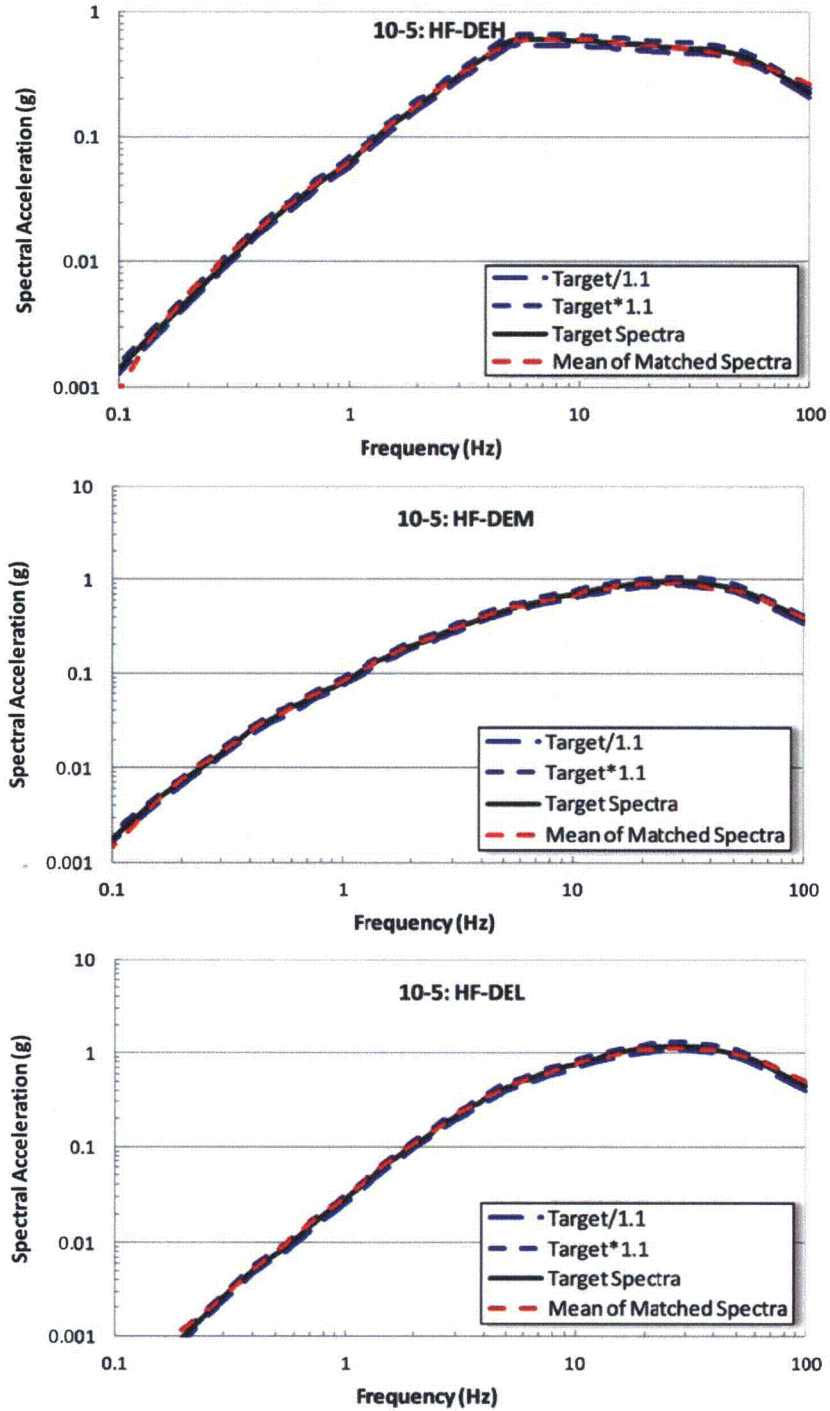 10-5: HF-DEH
Spectral Acceleration (g)
1
0.1
0.01
0.001
0.1
1
10
100
Frequency (Hz)
Target/1.1
Target*1.1
Target Spectra
Mean of Matched Spectra
10-5: HF-DEM
Spectral Acceleration (g)
10
1
0.1
0.01
0.001
0.1
1
10
100
Frequency (Hz)
Target/1.1
Target*1.1
Target Spectra
Mean of Matched Spectra
10-5: HF-DEL
Spectral Acceleration (g)
10
1
0.1
0.01
0.001
0.1
1
10
100
Frequency (Hz)
Target/1.1
Target*1.1
Target Spectra
Mean of Matched Spectra